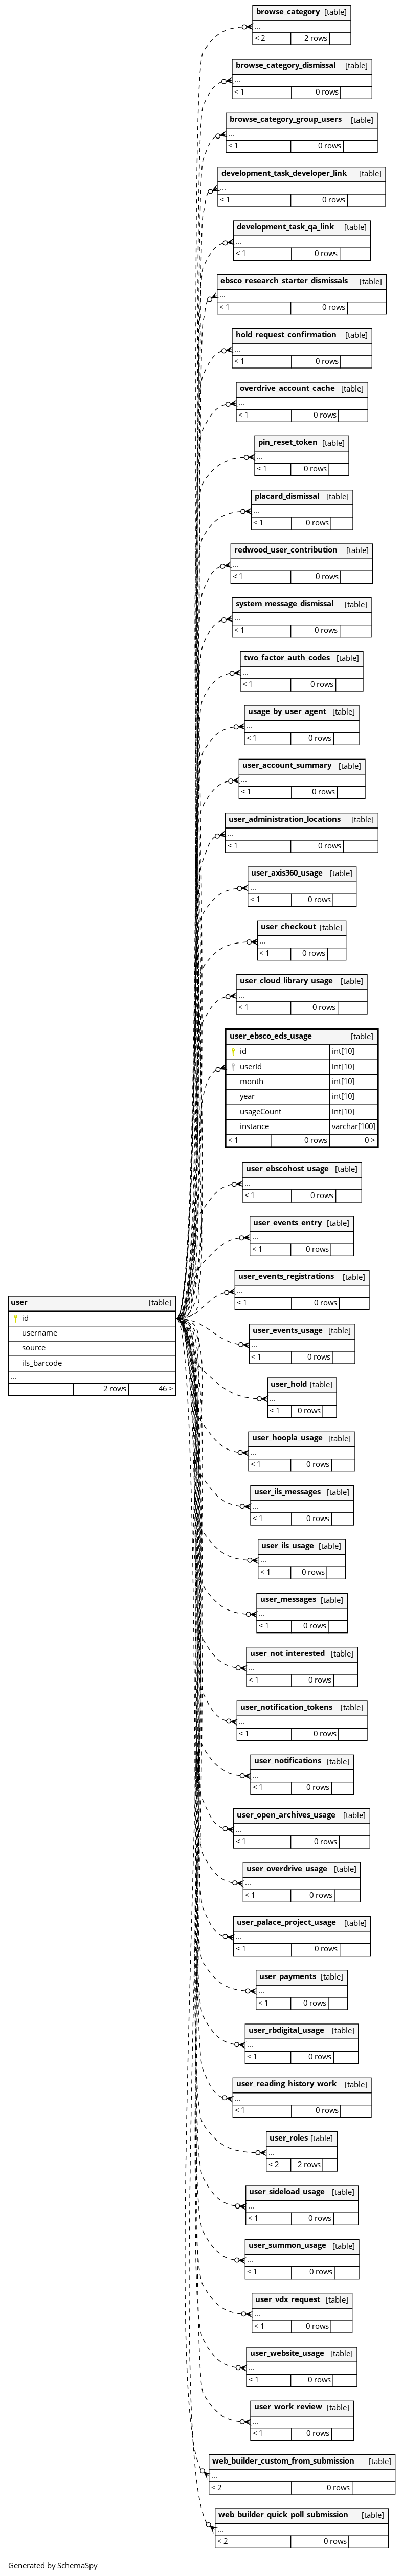 browse_category [table]
...
< 2 2 rows
browse_category_dismissal [table]
...
< 1 0 rows
browse_category_group_users [table]
...
< 1 0 rows
development_task_developer_link [table]
...
< 1 0 rows
development_task_qa_link [table]
...
< 1 0 rows
ebsco_research_starter_dismissals [table]
...
< 1 0 rows
hold_request_confirmation [table]
...
< 1 0 rows
overdrive_account_cache [table]
...
< 1 0 rows
pin_reset_token [table]
...
< 1 0 rows
placard_dismissal [table]
...
< 1 0 rows
redwood_user_contribution [table]
...
< 1 0 rows
system_message_dismissal [table]
...
< 1 0 rows
two_factor_auth_codes [table]
...
< 1 0 rows
usage_by_user_agent [table]
...
< 1 0 rows
user_account_summary [table]
...
< 1 0 rows
user_administration_locations [table]
...
< 1 0 rows
user_axis360_usage [table]
...
< 1 0 rows
user_checkout [table]
...
< 1 0 rows
user_cloud_library_usage [table]
...
< 1 0 rows
user_ebsco_eds_usage [table]
id int[10]
userId int[10]
month int[10]
year int[10]
usageCount int[10]
instance varchar[100]
< 1 0 rows 0 >
user_ebscohost_usage [table]
...
< 1 0 rows
user_events_entry [table]
...
< 1 0 rows
user_events_registrations [table]
...
< 1 0 rows
user [table]
id
username
source
ils_barcode
...
2 rows 46 >
user_events_usage [table]
...
< 1 0 rows
user_hold [table]
...
< 1 0 rows
user_hoopla_usage [table]
...
< 1 0 rows
user_ils_messages [table]
...
< 1 0 rows
user_ils_usage [table]
...
< 1 0 rows
user_messages [table]
...
< 1 0 rows
user_not_interested [table]
...
< 1 0 rows
user_notification_tokens [table]
...
< 1 0 rows
user_notifications [table]
...
< 1 0 rows
user_open_archives_usage [table]
...
< 1 0 rows
user_overdrive_usage [table]
...
< 1 0 rows
user_palace_project_usage [table]
...
< 1 0 rows
user_payments [table]
...
< 1 0 rows
user_rbdigital_usage [table]
...
< 1 0 rows
user_reading_history_work [table]
...
< 1 0 rows
user_roles [table]
...
< 2 2 rows
user_sideload_usage [table]
...
< 1 0 rows
user_summon_usage [table]
...
< 1 0 rows
user_vdx_request [table]
...
< 1 0 rows
user_website_usage [table]
...
< 1 0 rows
user_work_review [table]
...
< 1 0 rows
web_builder_custom_from_submission [table]
...
< 2 0 rows
web_builder_quick_poll_submission [table]
...
< 2 0 rows
Generated by SchemaSpy